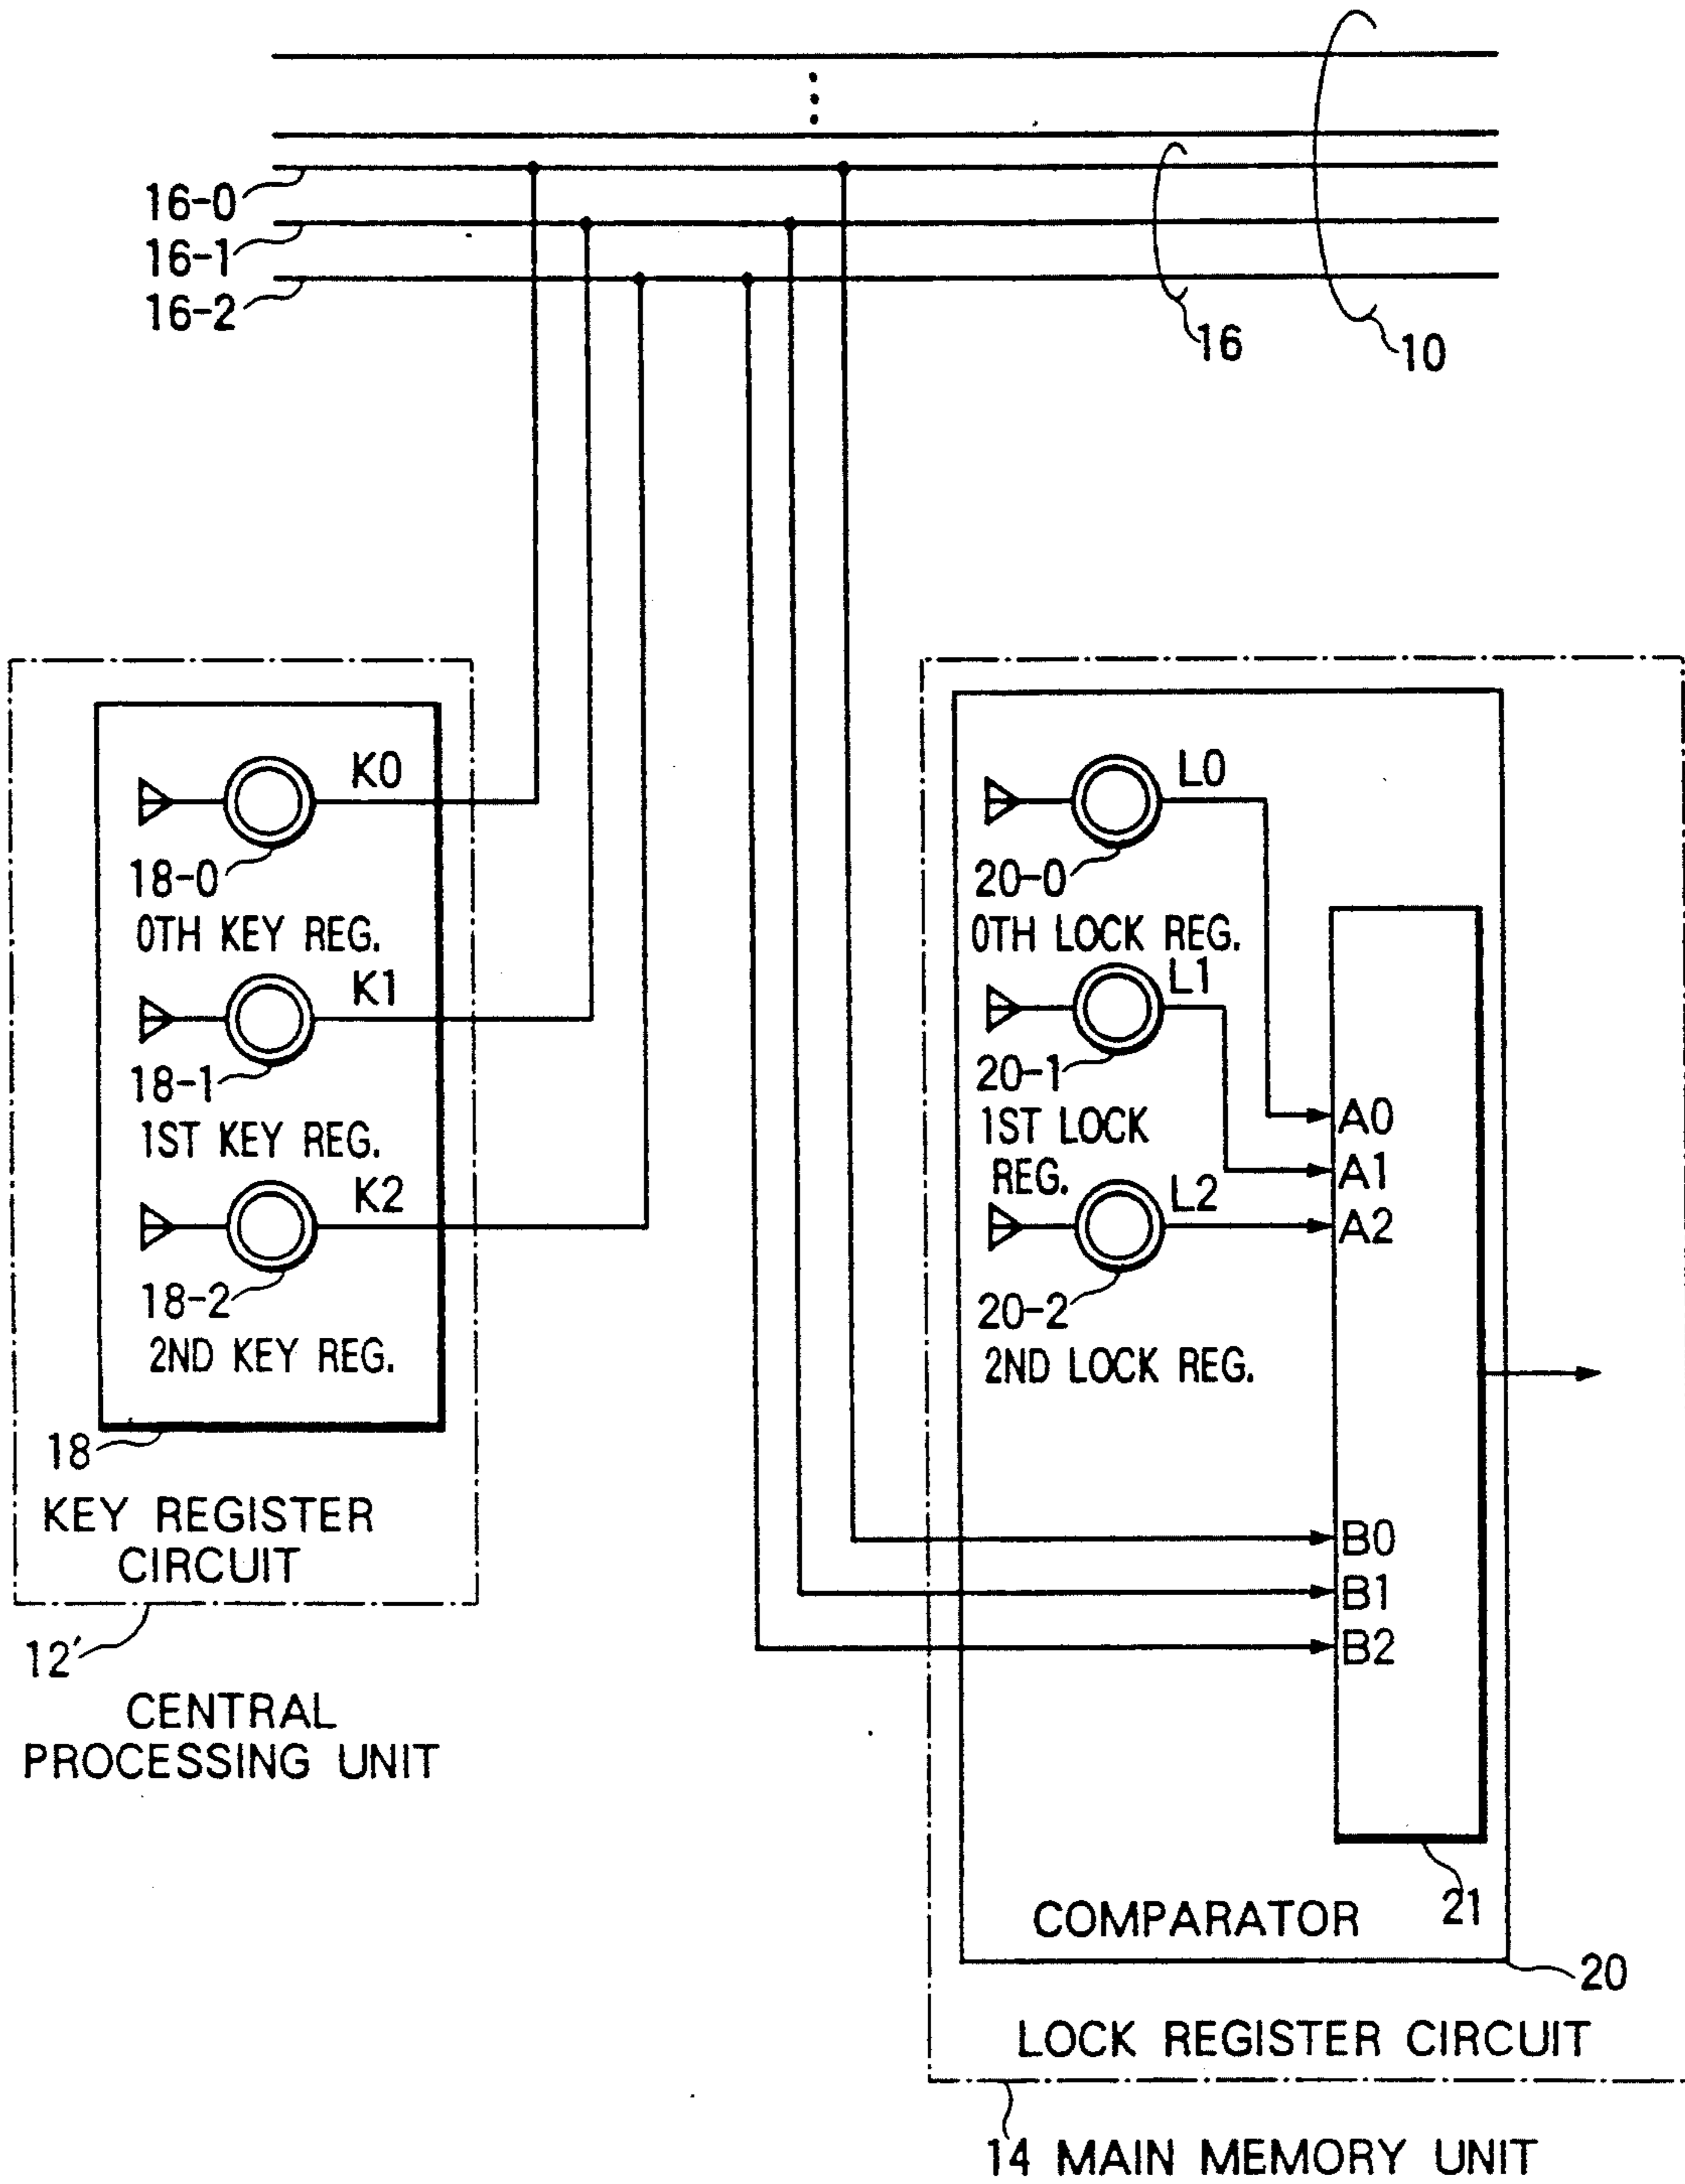 16-0
16-1
16-2
16
10
K0
18-0
0TH KEY REG.
K1
18-1
1ST KEY REG.
K2
18-2
2ND KEY REG.
18
KEY REGISTER
CIRCUIT
12'
CENTRAL
PROCESSING UNIT
L0
20-0
0TH LOCK REG.
L1
20-1
1ST LOCK
REG.
L2
20-2
2ND LOCK REG.
A0
A1
A2
B0
B1
B2
21
COMPARATOR
20
LOCK REGISTER CIRCUIT
14 MAIN MEMORY UNIT